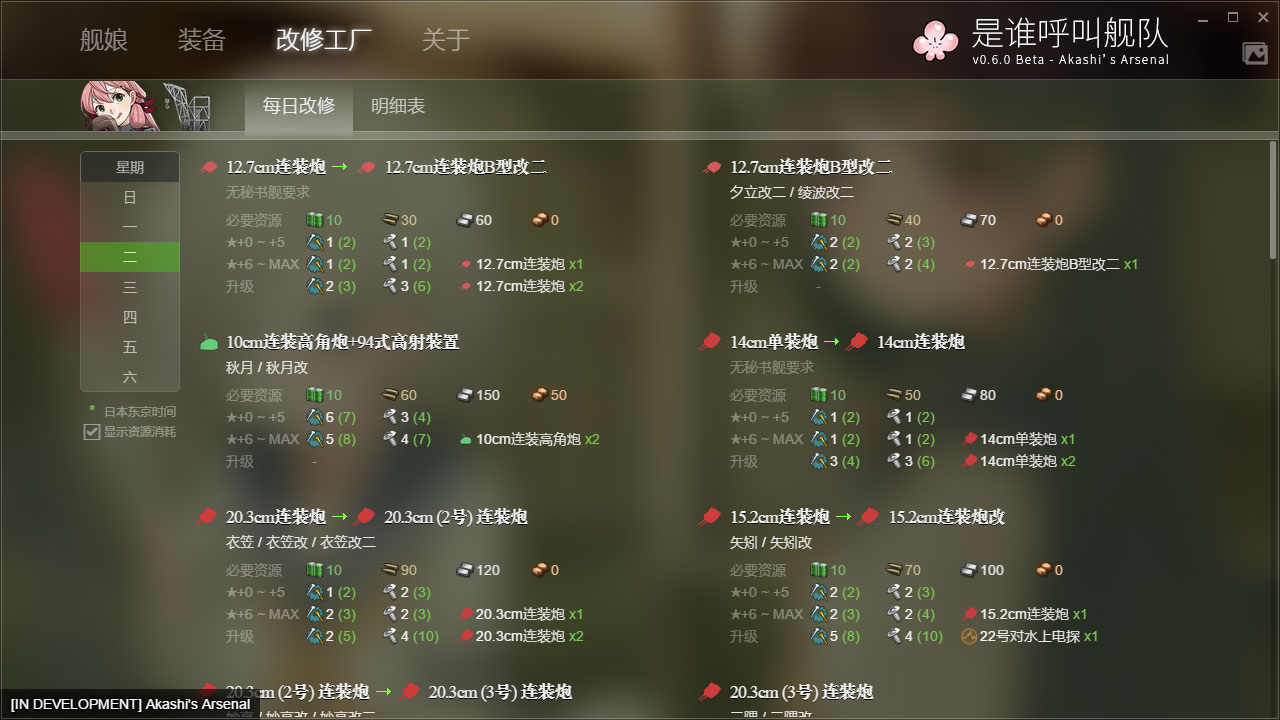 舰娘 装备 改修工厂 关于
是谁呼叫舰队
v0.6.0 Beta - Akashi's Arsenal
每日改修 明细表
星期
日
一
二
三
四
五
六
* 日本东京时间
显示资源消耗
12.7cm连装炮 → 12.7cm连装炮B型改二
无秘书舰要求
必要资源 10 30 60 0
★+0 ~ +5 1 (2) 1 (2)
★+6 ~ MAX 1 (2) 1 (2) 12.7cm连装炮 x1
升级 2 (3) 3 (6) 12.7cm连装炮 x2
12.7cm连装炮B型改二
夕立改二 / 绫波改二
必要资源 10 40 70 0
★+0 ~ +5 2 (2) 2 (3)
★+6 ~ MAX 2 (2) 2 (4) 12.7cm连装炮B型改二 x1
升级 -
10cm连装高角炮+94式高射装置
秋月 / 秋月改
必要资源 10 60 150 50
★+0 ~ +5 6 (7) 3 (4)
★+6 ~ MAX 5 (8) 4 (7) 10cm连装高角炮 x2
升级 -
14cm单装炮 → 14cm连装炮
无秘书舰要求
必要资源 10 50 80 0
★+0 ~ +5 1 (2) 1 (2)
★+6 ~ MAX 1 (2) 1 (2) 14cm单装炮 x1
升级 3 (4) 3 (6) 14cm单装炮 x2
20.3cm连装炮 → 20.3cm (2号) 连装炮
衣笠 / 衣笠改 / 衣笠改二
必要资源 10 90 120 0
★+0 ~ +5 1 (2) 2 (3)
★+6 ~ MAX 2 (3) 2 (3) 20.3cm连装炮 x1
升级 2 (5) 4 (10) 20.3cm连装炮 x2
15.2cm连装炮 → 15.2cm连装炮改
矢矧 / 矢矧改
必要资源 10 70 100 0
★+0 ~ +5 2 (2) 2 (3)
★+6 ~ MAX 2 (3) 2 (4) 15.2cm连装炮 x1
升级 5 (8) 4 (10) 22号对水上电探 x1
20.3cm (2号) 连装炮 → 20.3cm (3号) 连装炮
20.3cm (3号) 连装炮
[IN DEVELOPMENT] Akashi's Arsenal